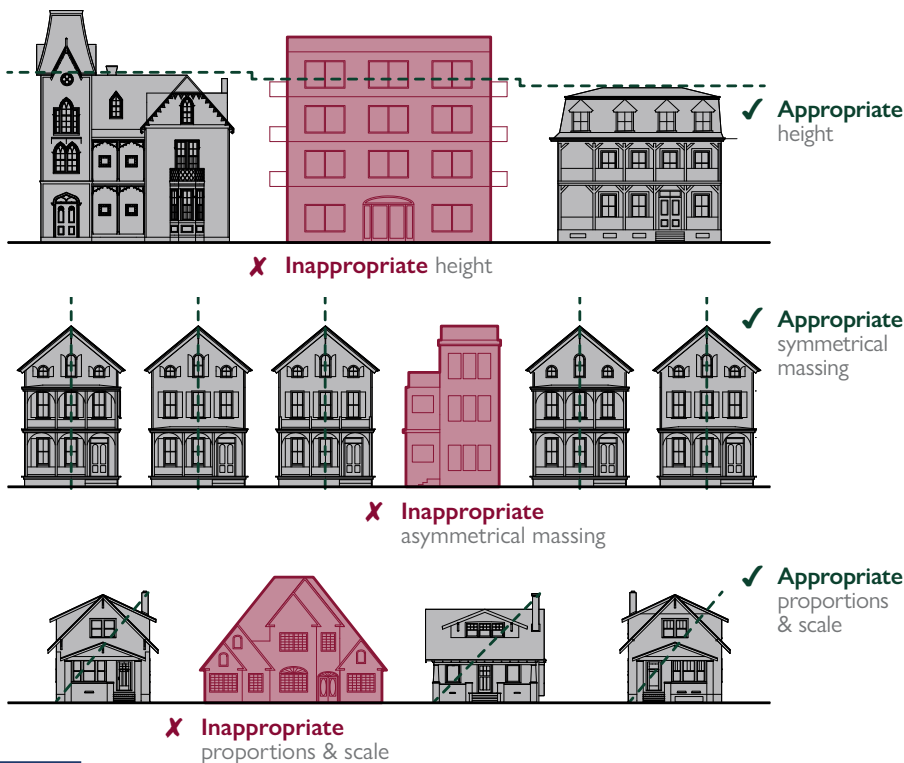 ✓ Appropriate
height
✗ Inappropriate height
✓ Appropriate
symmetrical
massing
✗ Inappropriate
asymmetrical massing
✓ Appropriate
proportions
& scale
✗ Inappropriate
proportions & scale